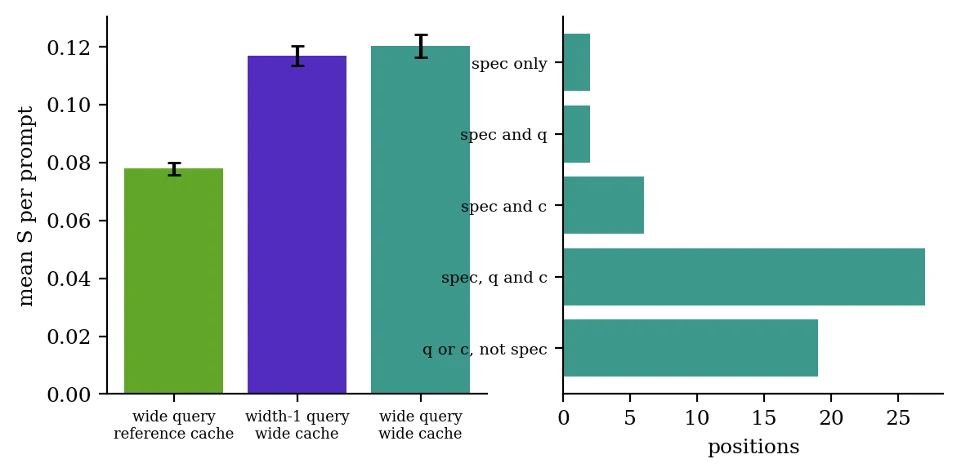 mean S per prompt
0.12
0.10
0.08
0.06
0.04
0.02
0.00
wide query
reference cache
width-1 query
wide cache
wide query
wide cache
spec only
spec and q
spec and c
spec, q and c
q or c, not spec
0
5
10
15
20
25
positions